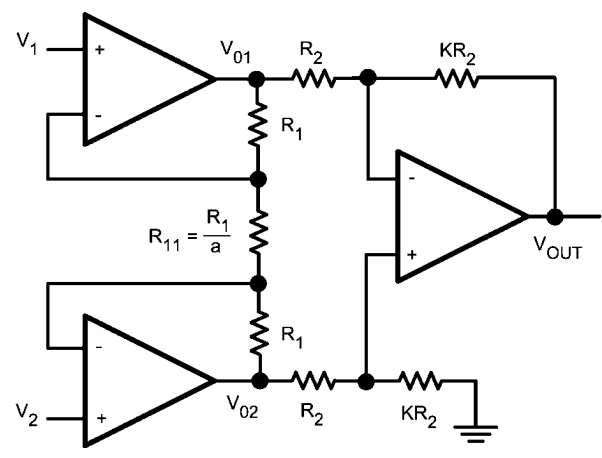 V1
+
-
V01
R2
KR2
R1
R11 = R1/a
-
+
VOUT
R1
-
+
V2
V02
R2
KR2